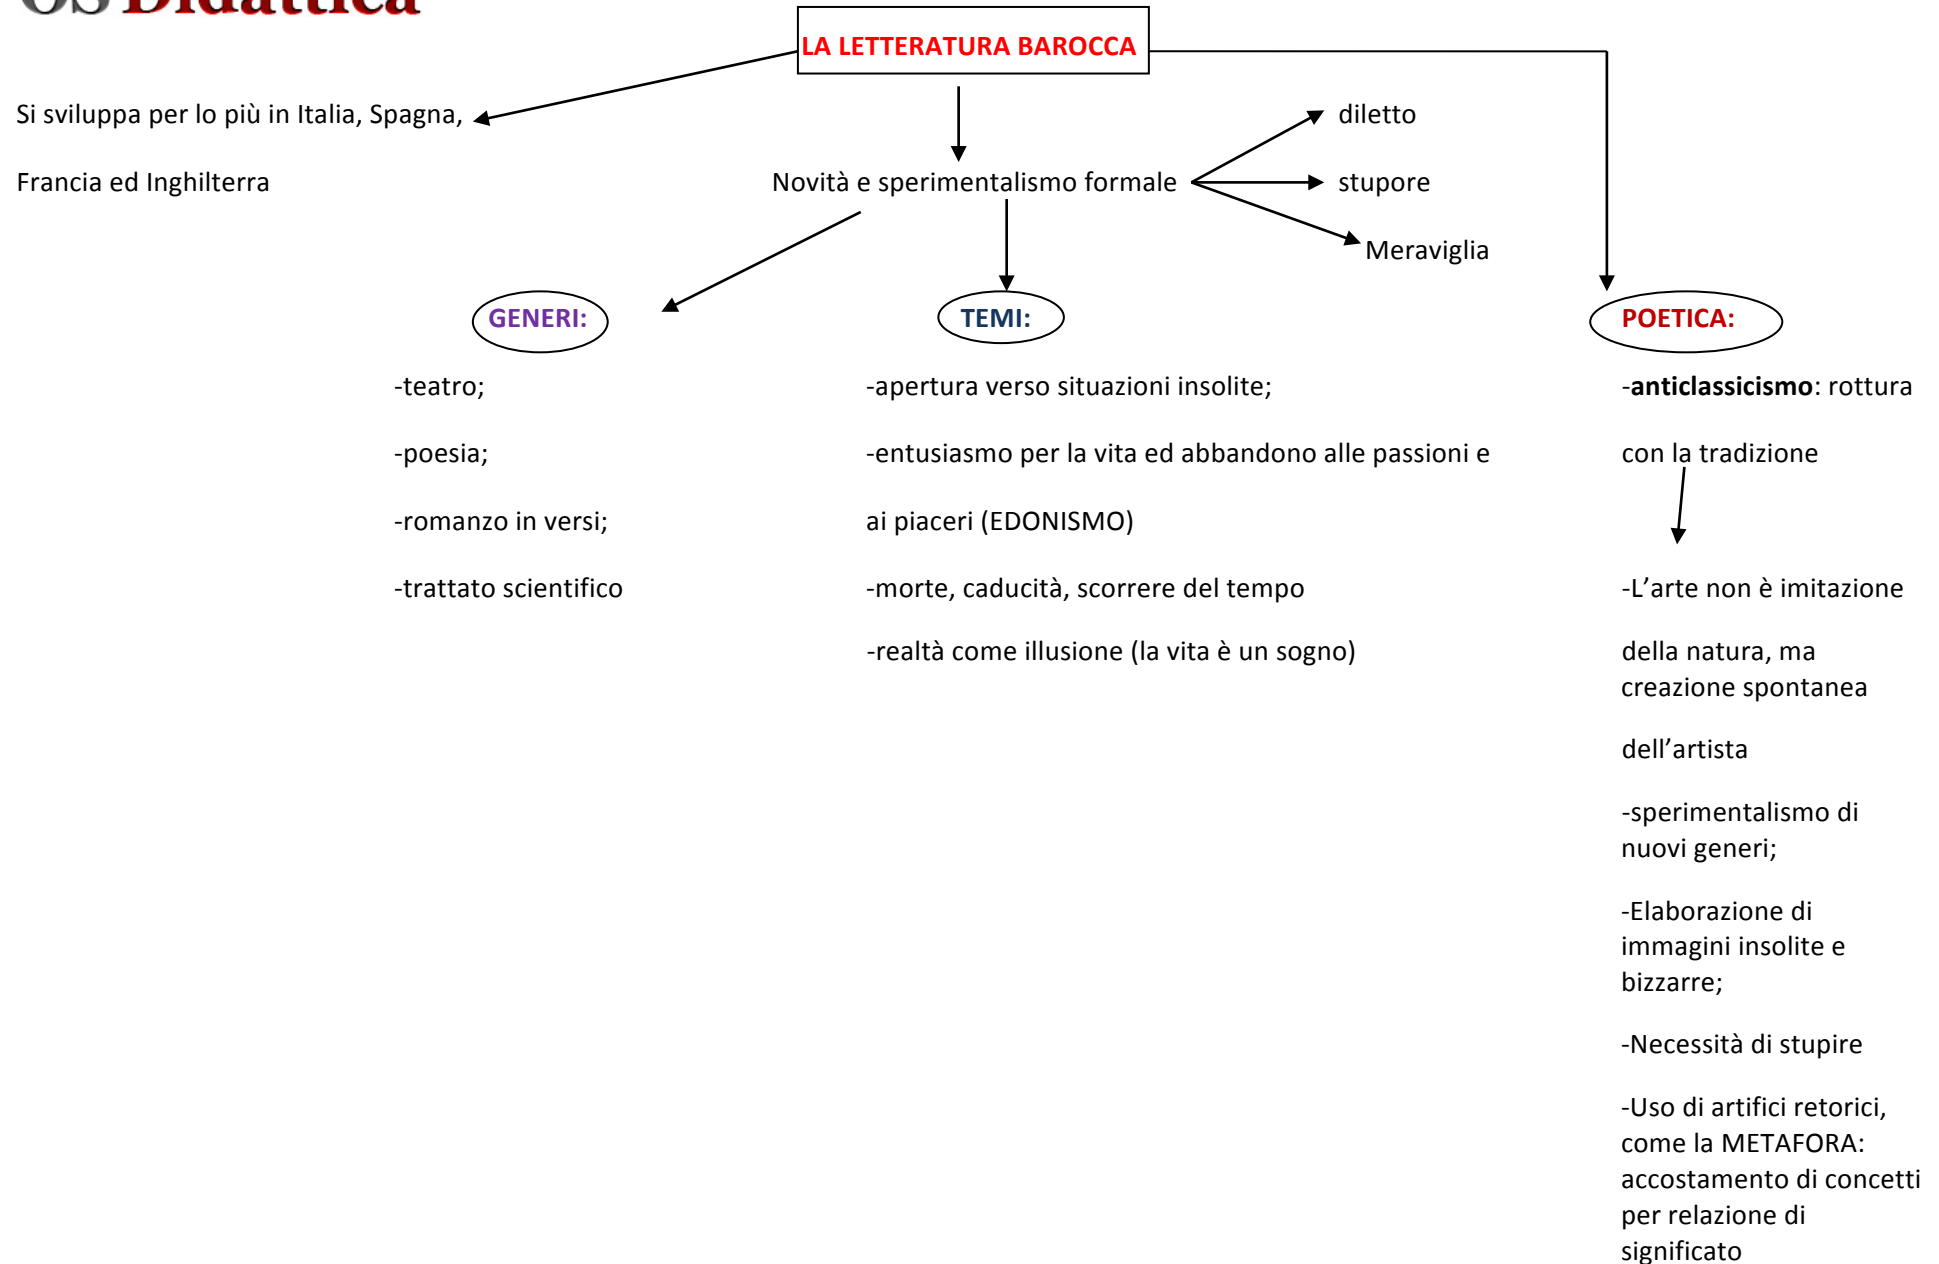 OS Didattica
LA LETTERATURA BAROCCA
Si sviluppa per lo più in Italia, Spagna,
Francia ed Inghilterra
Novità e sperimentalismo formale
diletto
stupore
Meraviglia
GENERI:
-teatro;
-poesia;
-romanzo in versi;
-trattato scientifico
TEMI:
-apertura verso situazioni insolite;
-entusiasmo per la vita ed abbandono alle passioni e
ai piaceri (EDONISMO)
-morte, caducità, scorrere del tempo
-realtà come illusione (la vita è un sogno)
POETICA:
-anticlassicismo: rottura
con la tradizione
-L’arte non è imitazione
della natura, ma
creazione spontanea
dell’artista
-sperimentalismo di
nuovi generi;
-Elaborazione di
immagini insolite e
bizzarre;
-Necessità di stupire
-Uso di artifici retorici,
come la METAFORA:
accostamento di concetti
per relazione di
significato